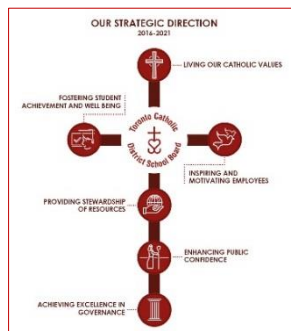 OUR STRATEGIC DIRECTION
2016-2021
LIVING OUR CATHOLIC VALUES
FOSTERING STUDENT
ACHIEVEMENT AND WELL BEING
Toronto Catholic
District School Board
INSPIRING AND
MOTIVATING EMPLOYEES
PROVIDING STEWARDSHIP
OF RESOURCES
ENHANCING PUBLIC
CONFIDENCE
ACHIEVING EXCELLENCE IN
GOVERNANCE